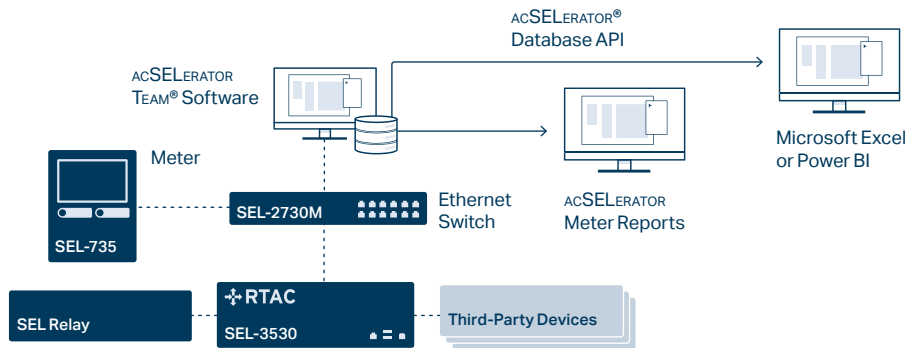 ACSELERATOR®
Database API
ACSELERATOR
TEAM® Software
Microsoft Excel
or Power BI
Meter
SEL-735
SEL-2730M
Ethernet
Switch
ACSELERATOR
Meter Reports
RTAC
SEL-3530
SEL Relay
Third-Party Devices